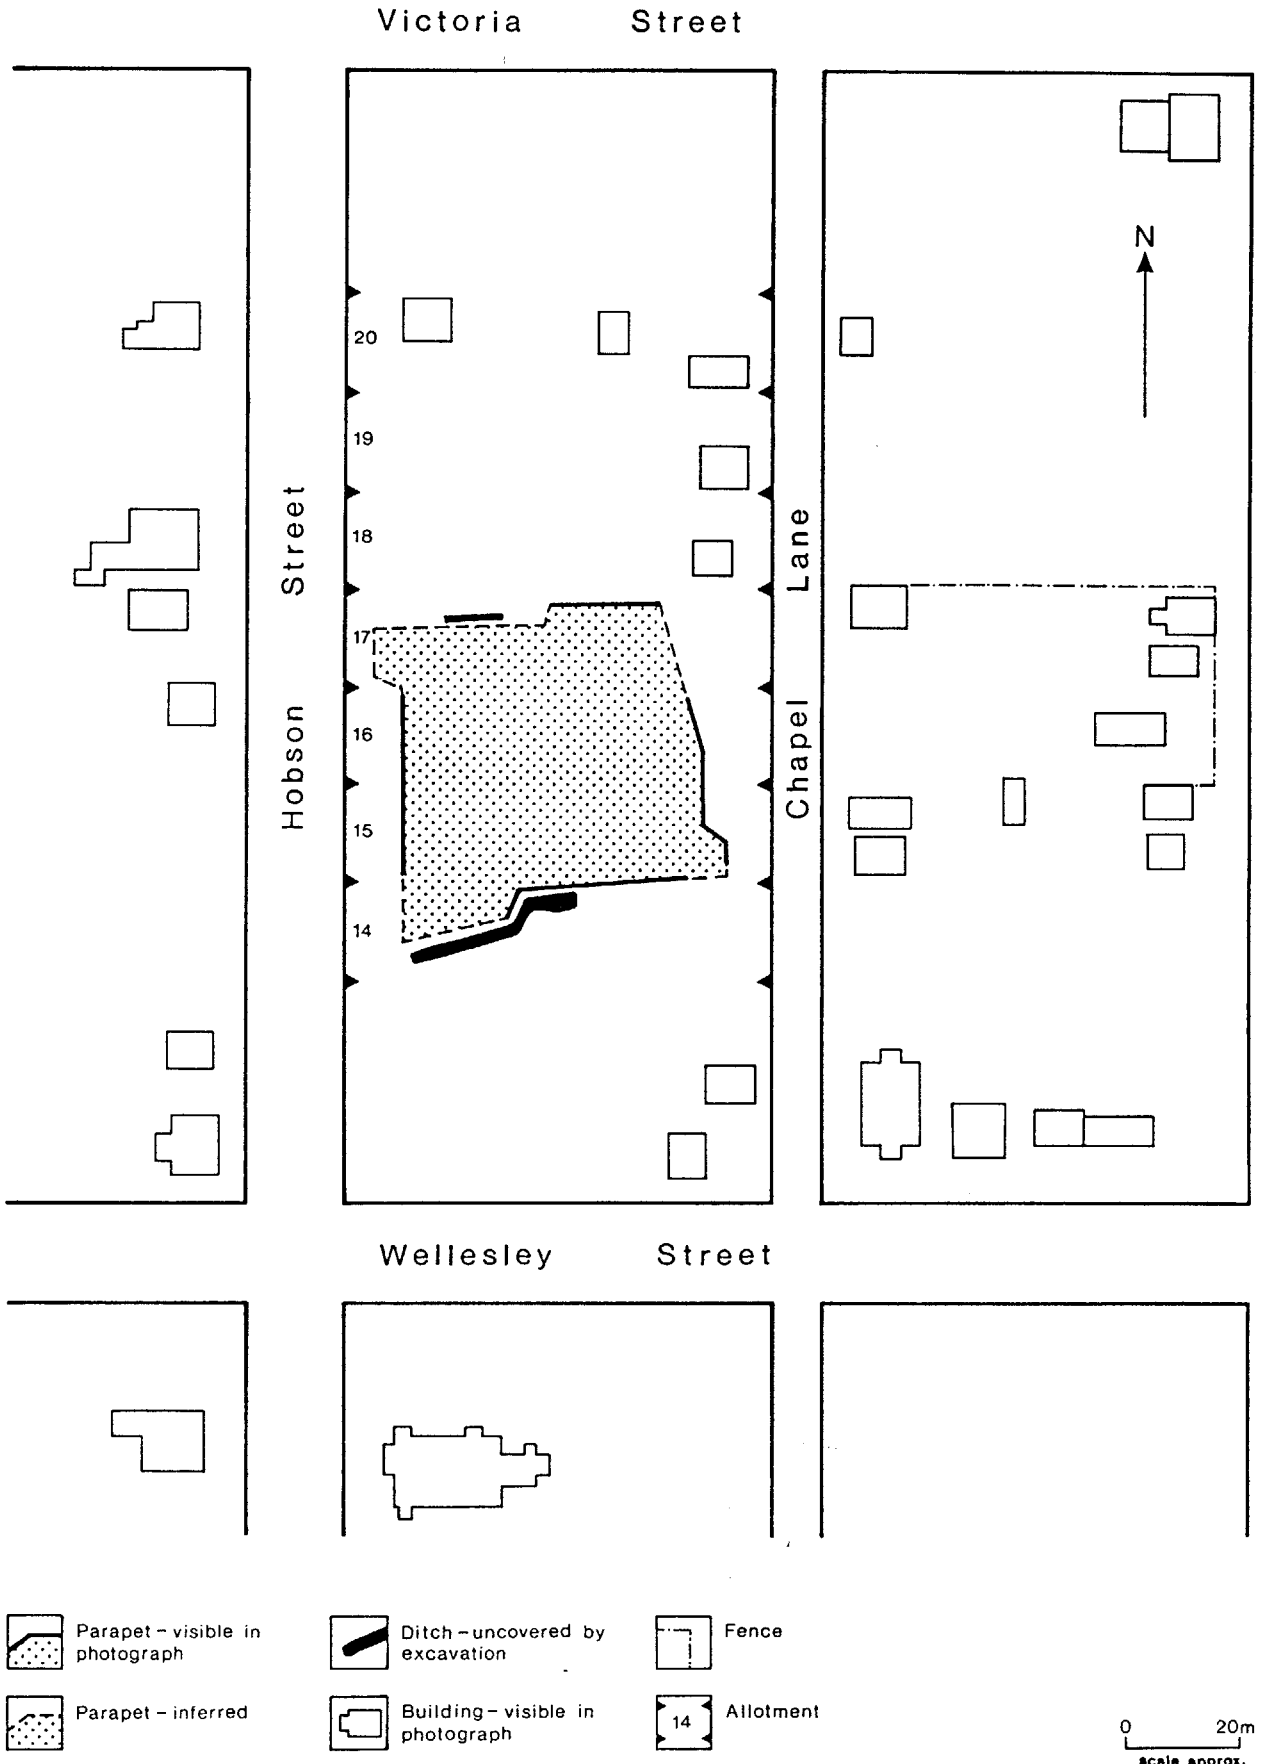 Victoria Street
N
20
19
18
17
16
15
14
Hobson Street
Chapel Lane
Wellesley Street
Parapet – visible in
photograph
Ditch – uncovered by
excavation
Fence
Parapet – inferred
Building – visible in
photograph
14
Allotment
0 20m
scale approx.